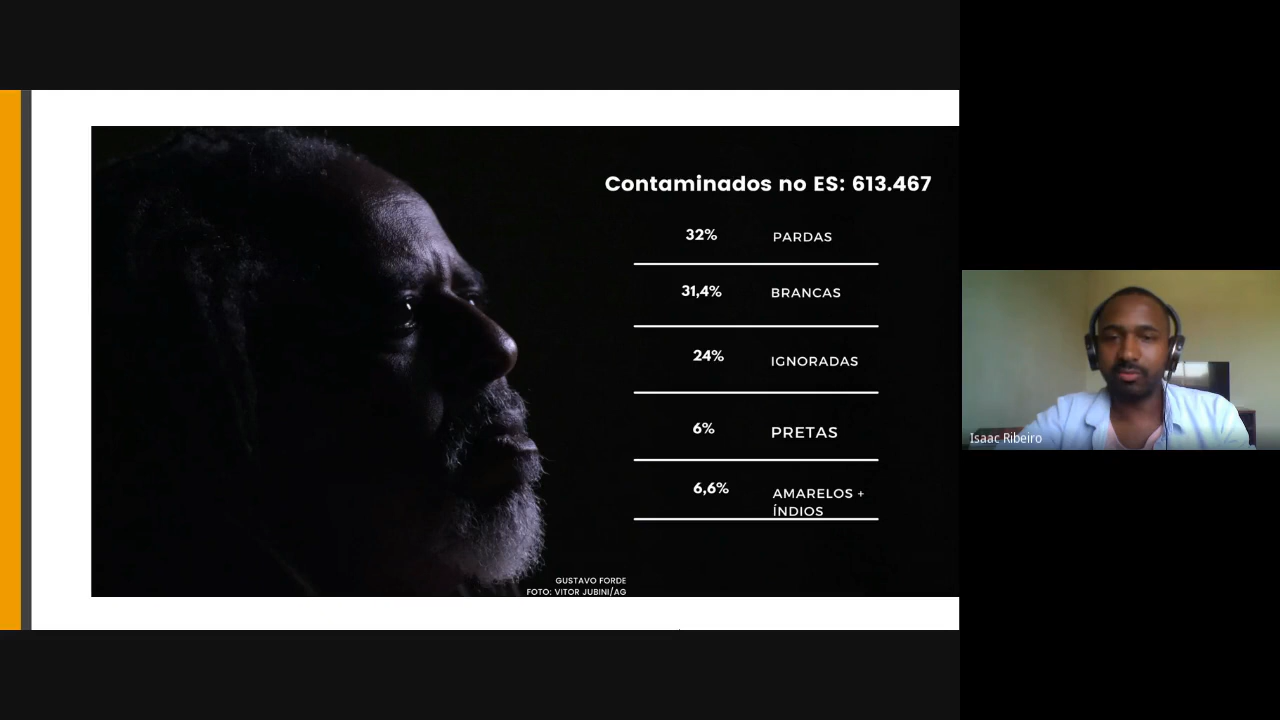 Contaminados no ES: 613.467
32% PARDAS
31,4% BRANCAS
24% IGNORADAS
6% PRETAS
6,6% AMARELOS +
ÍNDIOS
GUSTAVO FORDE
FOTO: VITOR JUBINI/AG
Isaac Ribeiro